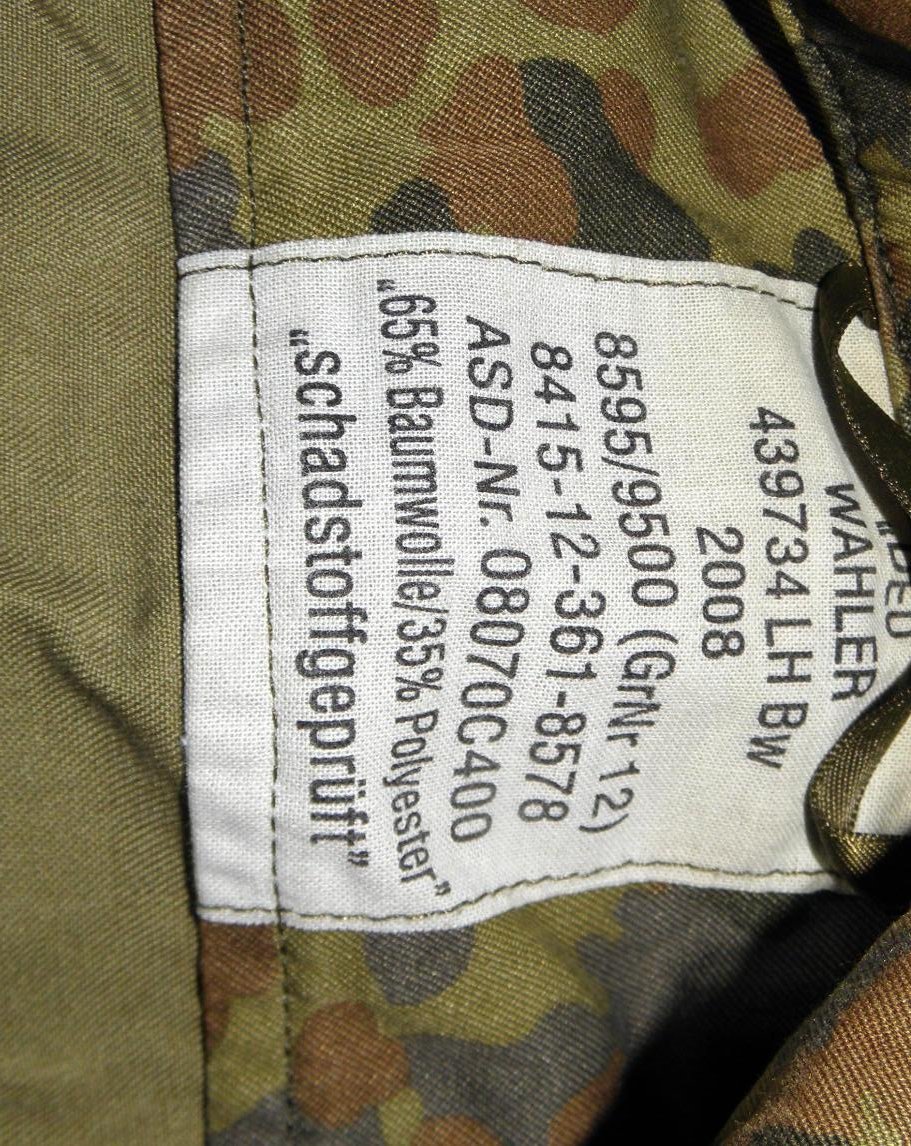 WAHLER
439734 LH Bw
2008
8595/9500 (GrNr 12)
8415-12-361-8578
ASD-Nr. 08070C400
„65% Baumwolle/35% Polyester”
„schadstoffgeprüft”